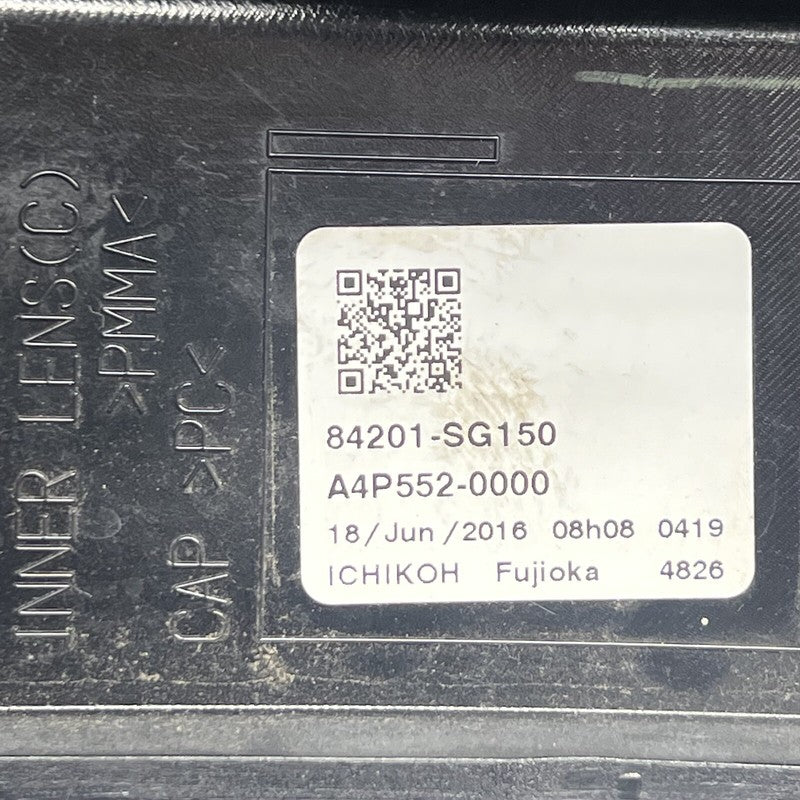 INNER LENS(C)
>PMMA<
CAP >PC<
84201-SG150
A4P552-0000
18/Jun/2016 08h08 0419
ICHIKOH Fujioka 4826